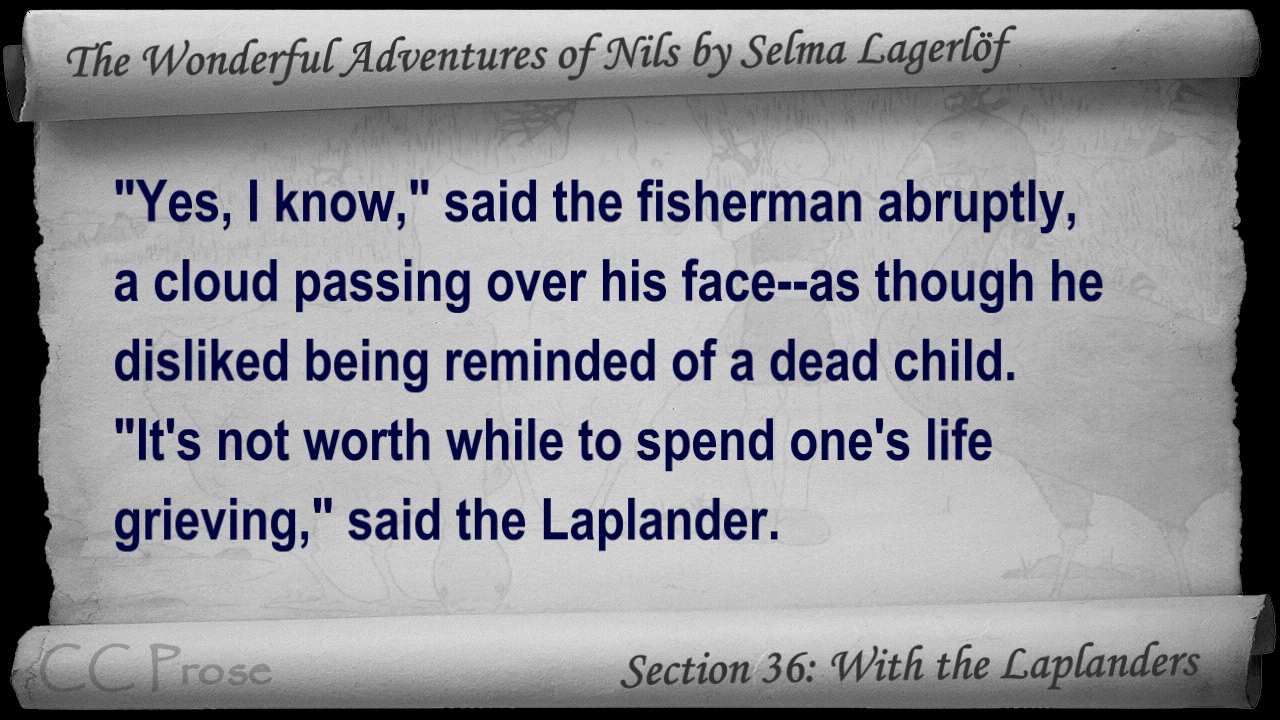 The Wonderful Adventures of Nils by Selma Lagerlöf
"Yes, I know," said the fisherman abruptly,
a cloud passing over his face--as though he
disliked being reminded of a dead child.
"It's not worth while to spend one's life
grieving," said the Laplander.
CC Prose
Section 36: With the Laplanders